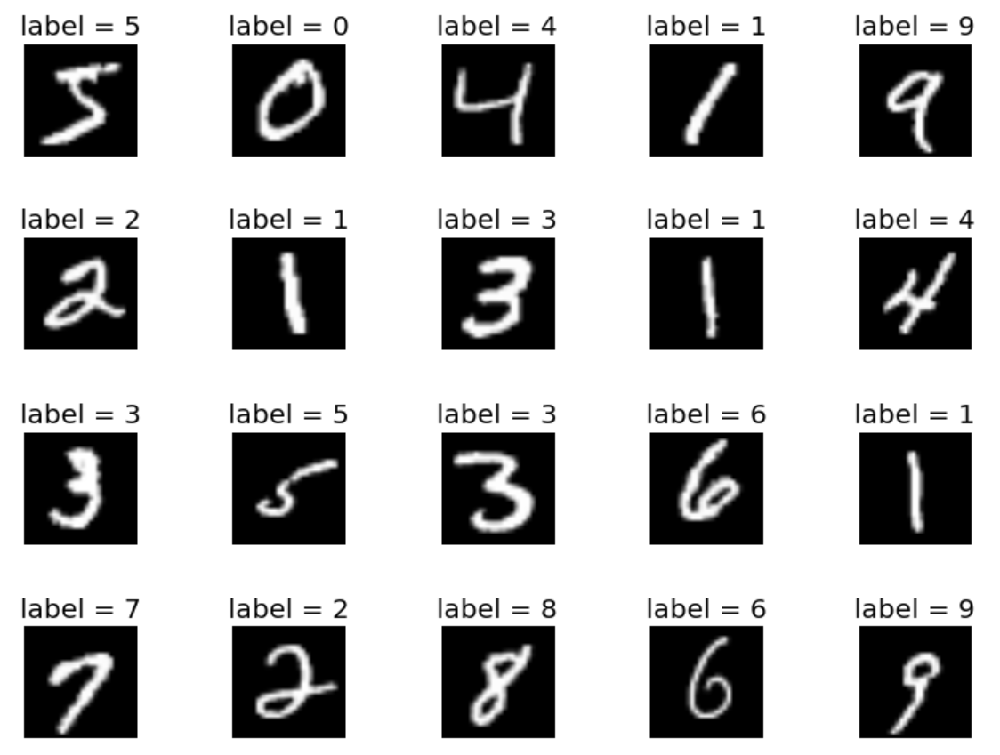 label = 5 label = 0 label = 4 label = 1 label = 9
5 0 4 1 9
label = 2 label = 1 label = 3 label = 1 label = 4
2 1 3 1 4
label = 3 label = 5 label = 3 label = 6 label = 1
3 5 3 6 1
label = 7 label = 2 label = 8 label = 6 label = 9
7 2 8 6 9